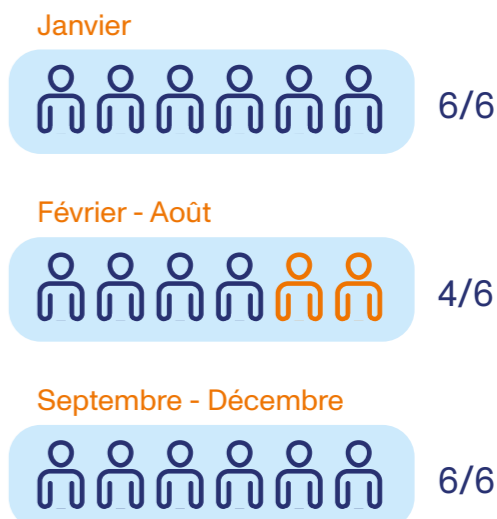 Janvier
6/6
Février - Août
4/6
Septembre - Décembre
6/6